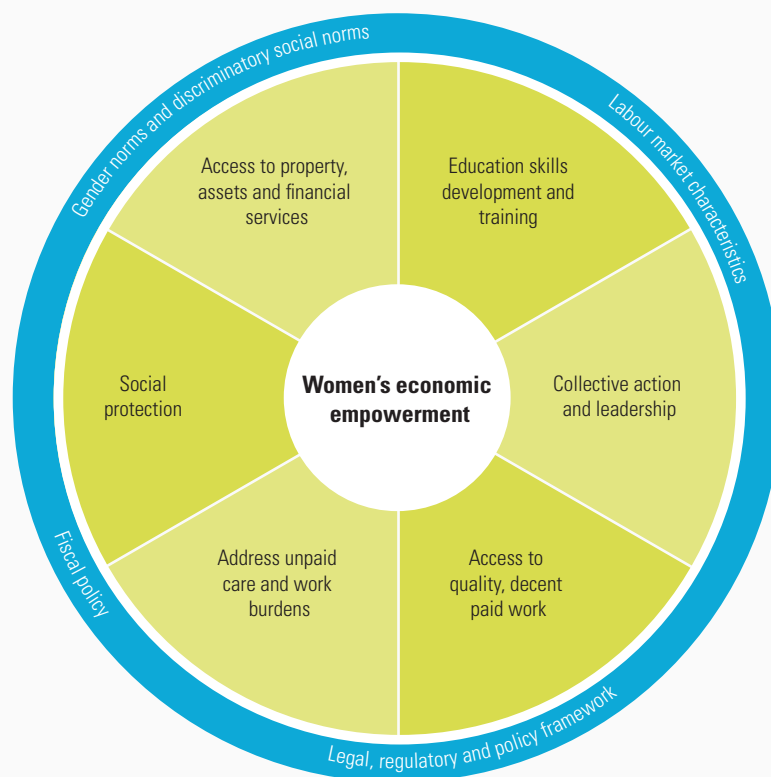 Gender norms and discriminatory social norms
Labour market characteristics
Access to property,
assets and financial
services
Education skills
development and
training
Social
protection
Women's economic
empowerment
Collective action
and leadership
Address unpaid
care and work
burdens
Access to
quality, decent
paid work
Fiscal policy
Legal, regulatory and policy framework